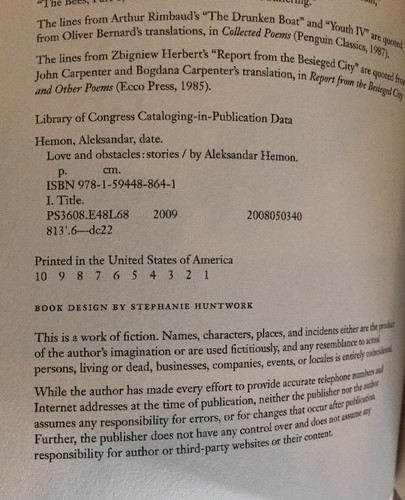 "The Bees,
The lines from Arthur Rimbaud's "The Drunken Boat" and "Youth IV" are quoted
from Oliver Bernard's translations, in Collected Poems (Penguin Classics, 1987).
The lines from Zbigniew Herbert's "Report from the Besieged City" are quoted from
John Carpenter and Bogdana Carpenter's translation, in Report from the Besieged City
and Other Poems (Ecco Press, 1985).
Library of Congress Cataloging-in-Publication Data
Hemon, Aleksandar, date.
Love and obstacles : stories / by Aleksandar Hemon.
p. cm.
ISBN 978-1-59448-864-1
I. Title.
PS3608.E48L68 2009 2008050340
813'.6—dc22
Printed in the United States of America
10 9 8 7 6 5 4 3 2 1
BOOK DESIGN BY STEPHANIE HUNTWORK
This is a work of fiction. Names, characters, places, and incidents either are the product
of the author's imagination or are used fictitiously, and any resemblance to actual
persons, living or dead, businesses, companies, events, or locales is entirely coincidental.
While the author has made every effort to provide accurate telephone numbers and
Internet addresses at the time of publication, neither the publisher nor the author
assumes any responsibility for errors, or for changes that occur after publication.
Further, the publisher does not have any control over and does not assume any
responsibility for author or third-party websites or their content.